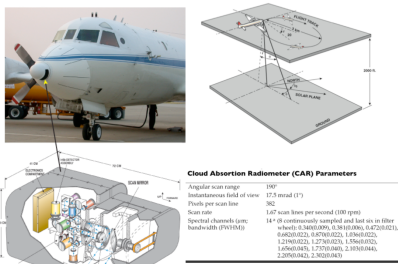 FLIGHT TRACK
SOLAR PLANE
GROUND
SCAN MIRROR
Cloud Absortion Radiometer (CAR) Parameters
Angular scan range 190°
Instantaneous field of view 17.5 mrad (1°)
Pixels per scan line 382
Scan rate 1.67 scan lines per second (100 rpm)
Spectral channels (µm; 14 * (8 continuously sampled and last six in filter
bandwidth (FWHM)) wheel): 0.340(0.009), 0.381(0.006), 0.472(0.021),
0.682(0.022), 0.870(0.022), 1.036(0.022),
1.219(0.022), 1.273(0.023), 1.556(0.032),
1.656(0.045), 1.737(0.040), 2.103(0.044),
2.205(0.042), 2.302(0.043)